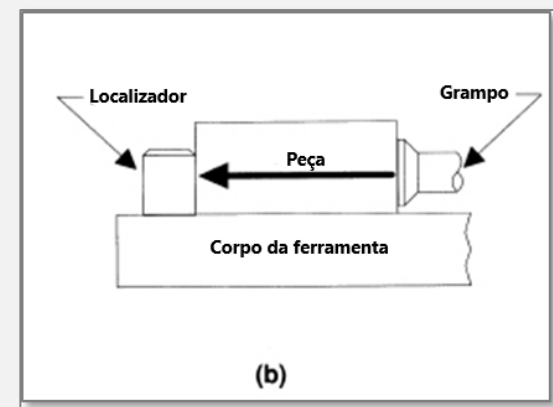 Localizador
Grampo
Peça
Corpo da ferramenta
(b)